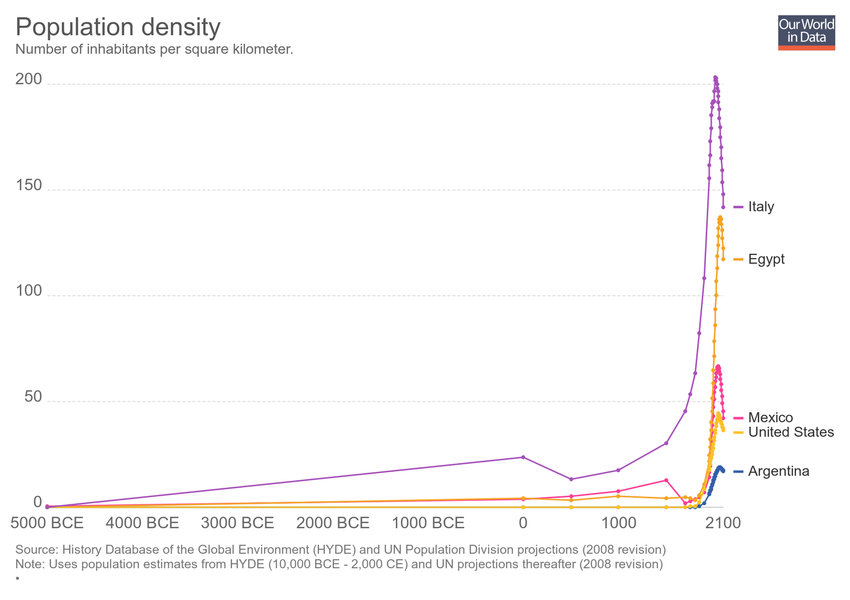 Population density
Number of inhabitants per square kilometer.
Our World
in Data
200
150
100
50
0
Italy
Egypt
Mexico
United States
Argentina
5000 BCE 4000 BCE 3000 BCE 2000 BCE 1000 BCE 0 1000 2100
Source: History Database of the Global Environment (HYDE) and UN Population Division projections (2008 revision)
Note: Uses population estimates from HYDE (10,000 BCE - 2,000 CE) and UN projections thereafter (2008 revision)
•